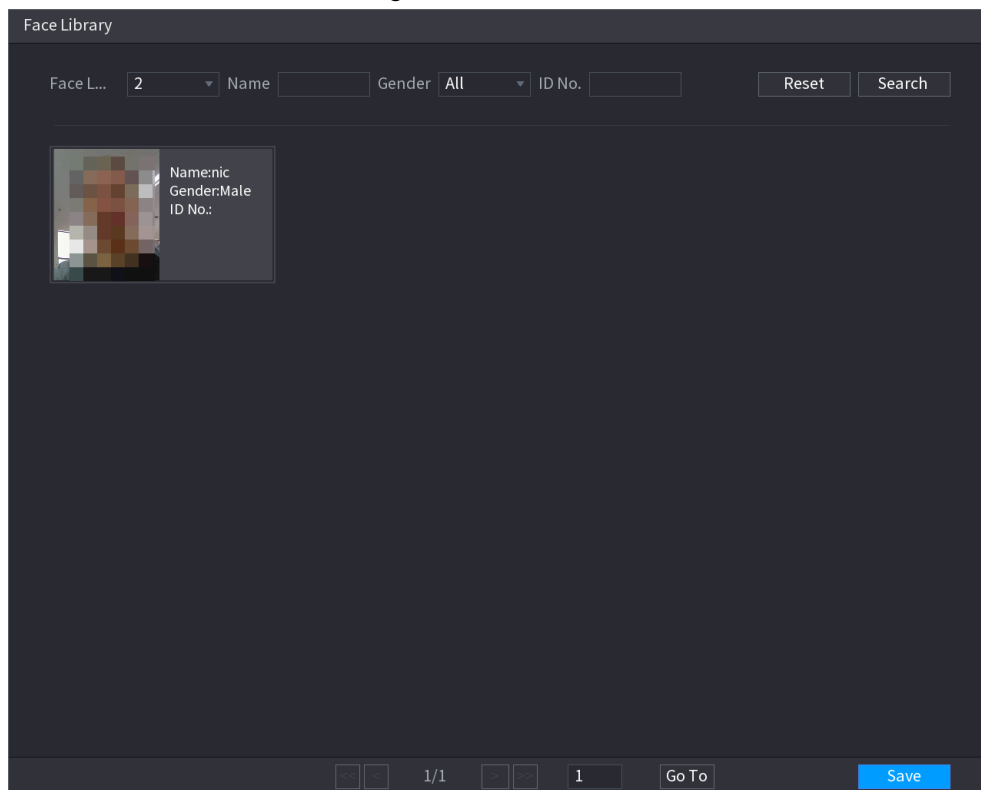 Face Library
Face L... 2 Name Gender All ID No. Reset Search
Name:nic
Gender:Male
ID No.:
<< < 1/1 > >> 1 Go To Save